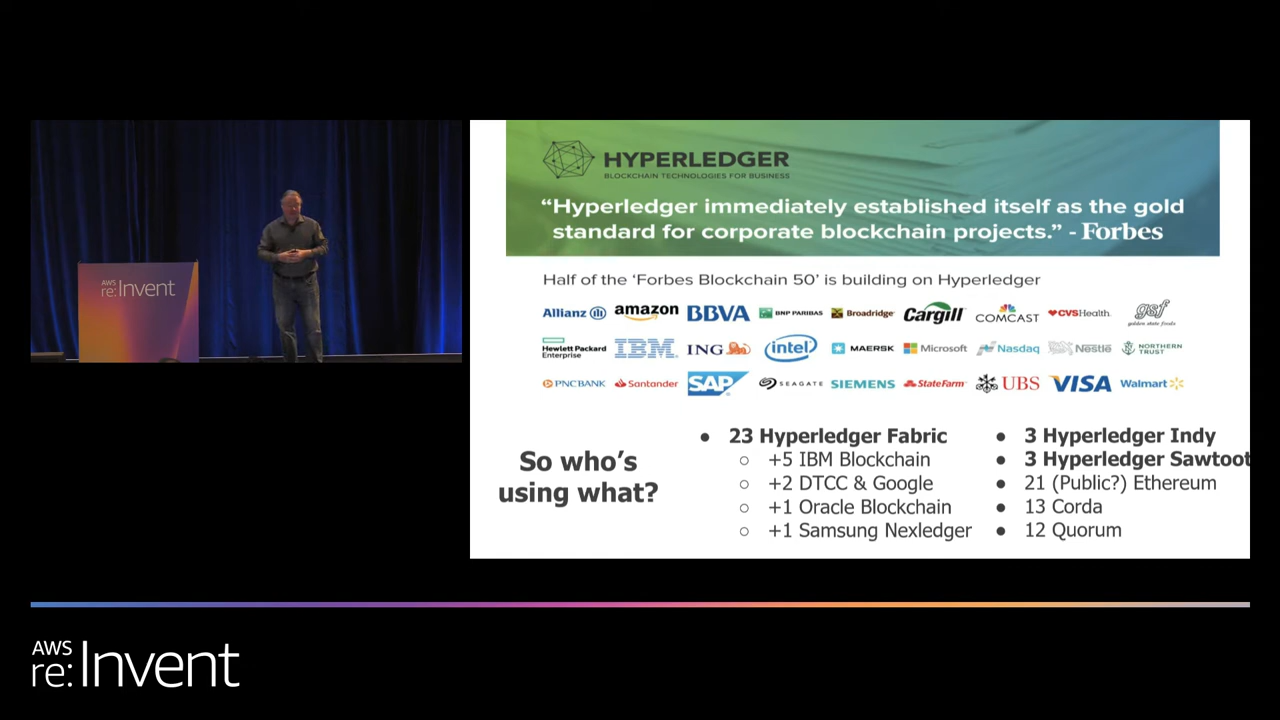 AWS
re:Invent
HYPERLEDGER
BLOCKCHAIN TECHNOLOGIES FOR BUSINESS
“Hyperledger immediately established itself as the gold
standard for corporate blockchain projects.” - Forbes
Half of the ‘Forbes Blockchain 50’ is building on Hyperledger
Allianz amazon BBVA BNP PARIBAS Broadridge Cargill COMCAST CVSHealth gsf golden state foods
Hewlett Packard
Enterprise
IBM ING intel MAERSK Microsoft Nasdaq Nestle NORTHERN
TRUST
PNCBANK Santander SAP SEAGATE SIEMENS StateFarm UBS VISA Walmart
So who’s
using what?
● 23 Hyperledger Fabric
○ +5 IBM Blockchain
○ +2 DTCC & Google
○ +1 Oracle Blockchain
○ +1 Samsung Nexledger
● 3 Hyperledger Indy
● 3 Hyperledger Sawtoot
● 21 (Public?) Ethereum
● 13 Corda
● 12 Quorum
AWS
re:Invent